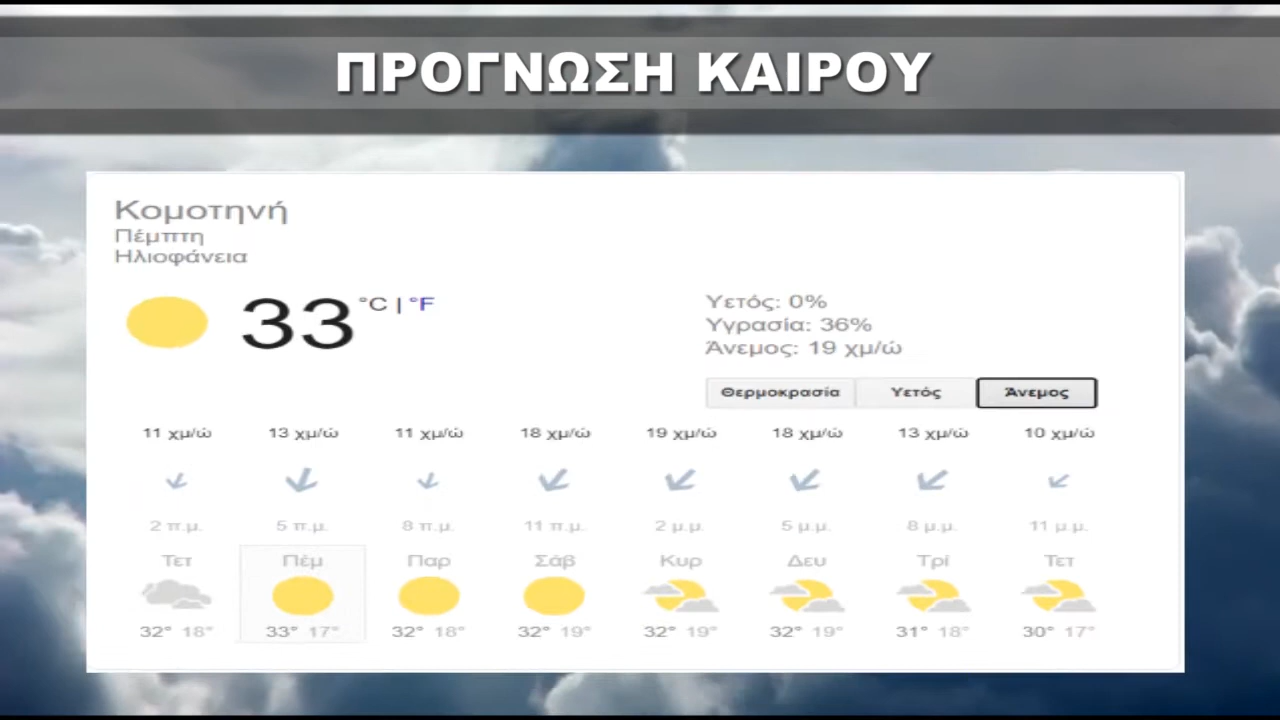 ΠΡΟΓΝΩΣΗ ΚΑΙΡΟΥ
Κομοτηνή
Πέμπτη
Ηλιοφάνεια
33 °C | °F
Υετός: 0%
Υγρασία: 36%
Άνεμος: 19 χμ/ώ
Θερμοκρασία Υετός Άνεμος
11 χμ/ώ 13 χμ/ώ 11 χμ/ώ 18 χμ/ώ 19 χμ/ώ 18 χμ/ώ 13 χμ/ώ 10 χμ/ώ
2 π.μ. 5 π.μ. 8 π.μ. 11 π.μ. 2 μ.μ. 5 μ.μ. 8 μ.μ. 11 μ.μ.
Τετ Πέμ Παρ Σάβ Κυρ Δευ Τρί Τετ
32° 18° 33° 17° 32° 18° 32° 19° 32° 19° 32° 19° 31° 18° 30° 17°